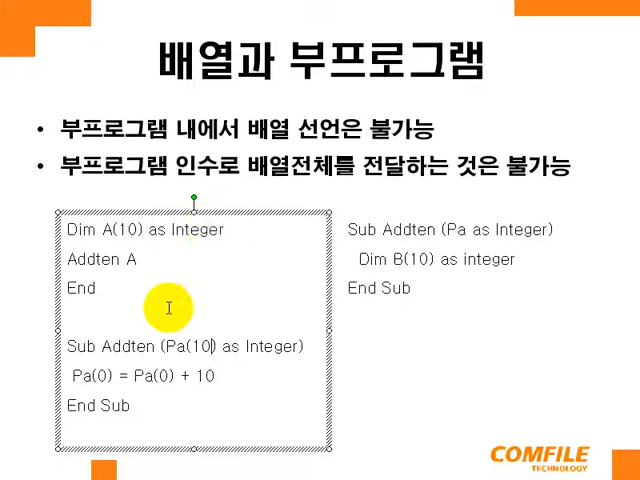 배열과 부프로그램
• 부프로그램 내에서 배열 선언은 불가능
• 부프로그램 인수로 배열전체를 전달하는 것은 불가능
Dim A(10) as Integer
Addten A
End
Sub Addten (Pa(10) as Integer)
Pa(0) = Pa(0) + 10
End Sub
Sub Addten (Pa as Integer)
Dim B(10) as integer
End Sub
COMFILE
TECHNOLOGY